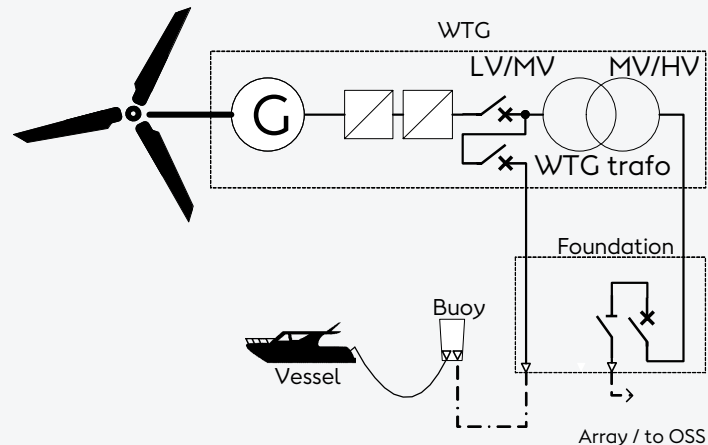 WTG
LV/MV
MV/HV
G
WTG trafo
Foundation
Buoy
Vessel
Array / to OSS